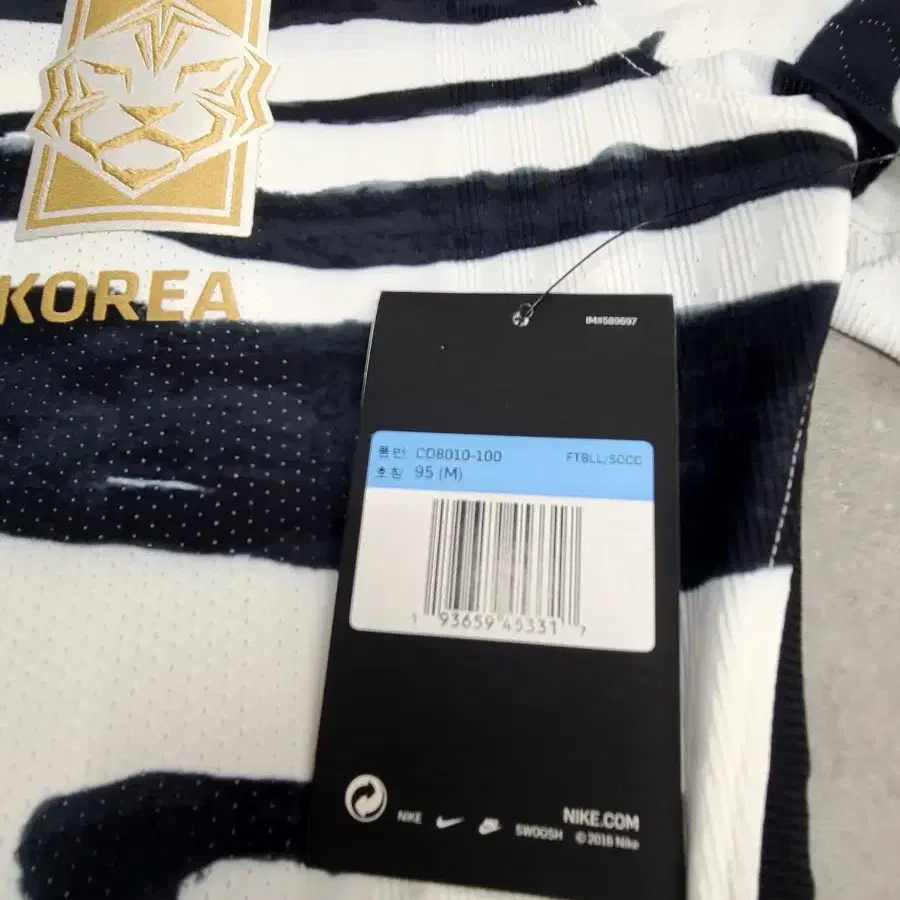 KOREA
IM#589697
품번 CD8010-100
FTBLL/SCCC
호칭 95 (M)
1 93659 45331 7
NIKE
SWOOSH
NIKE.COM
© 2016 Nike